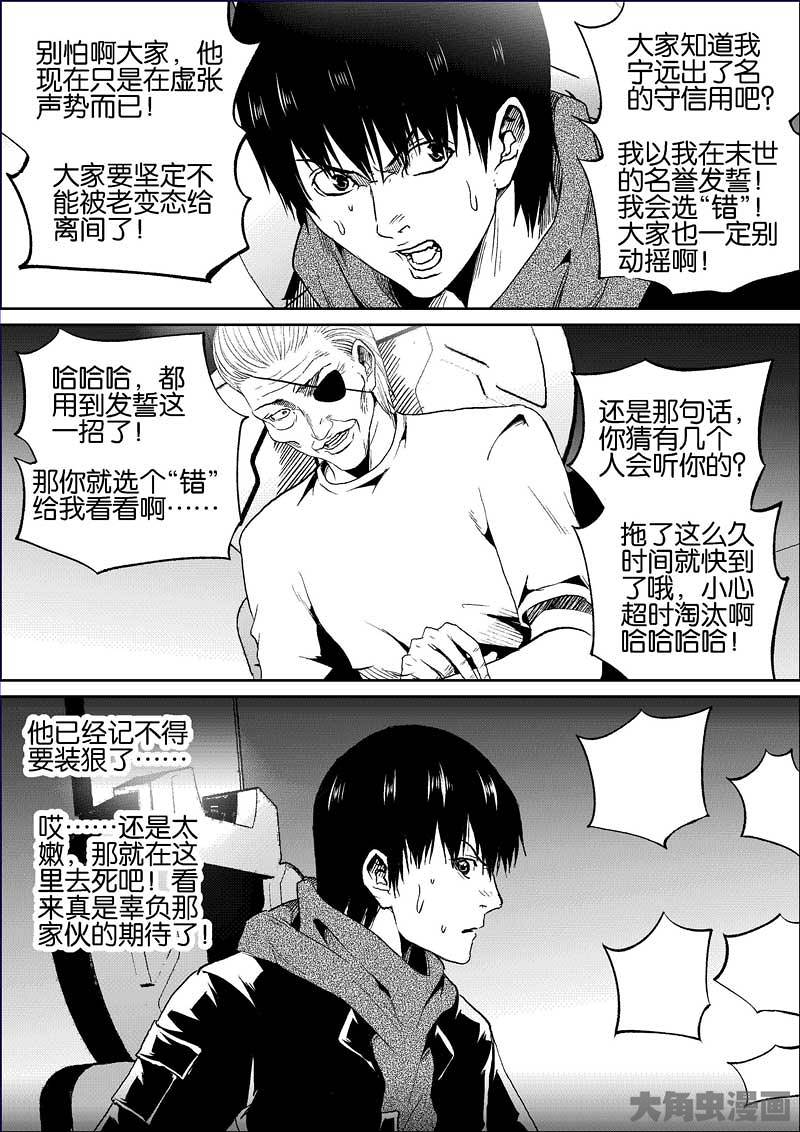 别怕啊大家，他
现在只是在虚张
声势而已！
大家要坚定不
能被老变态给
离间了！
大家知道我
宁远出了名
的守信用吧？
我以我在末世
的名誉发誓！
我会选“错”！
大家也一定别
动摇啊！
哈哈哈，都
用到发誓这
一招了！
那你就选个“错”
给我看看啊……
还是那句话，
你猜有几个
人会听你的？
拖了这么久
时间就快到
了哦，小心
超时淘汰啊
哈哈哈哈！
他已经记不得
要装狠了……
哎……还是太
嫩，那就在这
里去死吧！看
来真是辜负那
家伙的期待了！
大角虫漫画